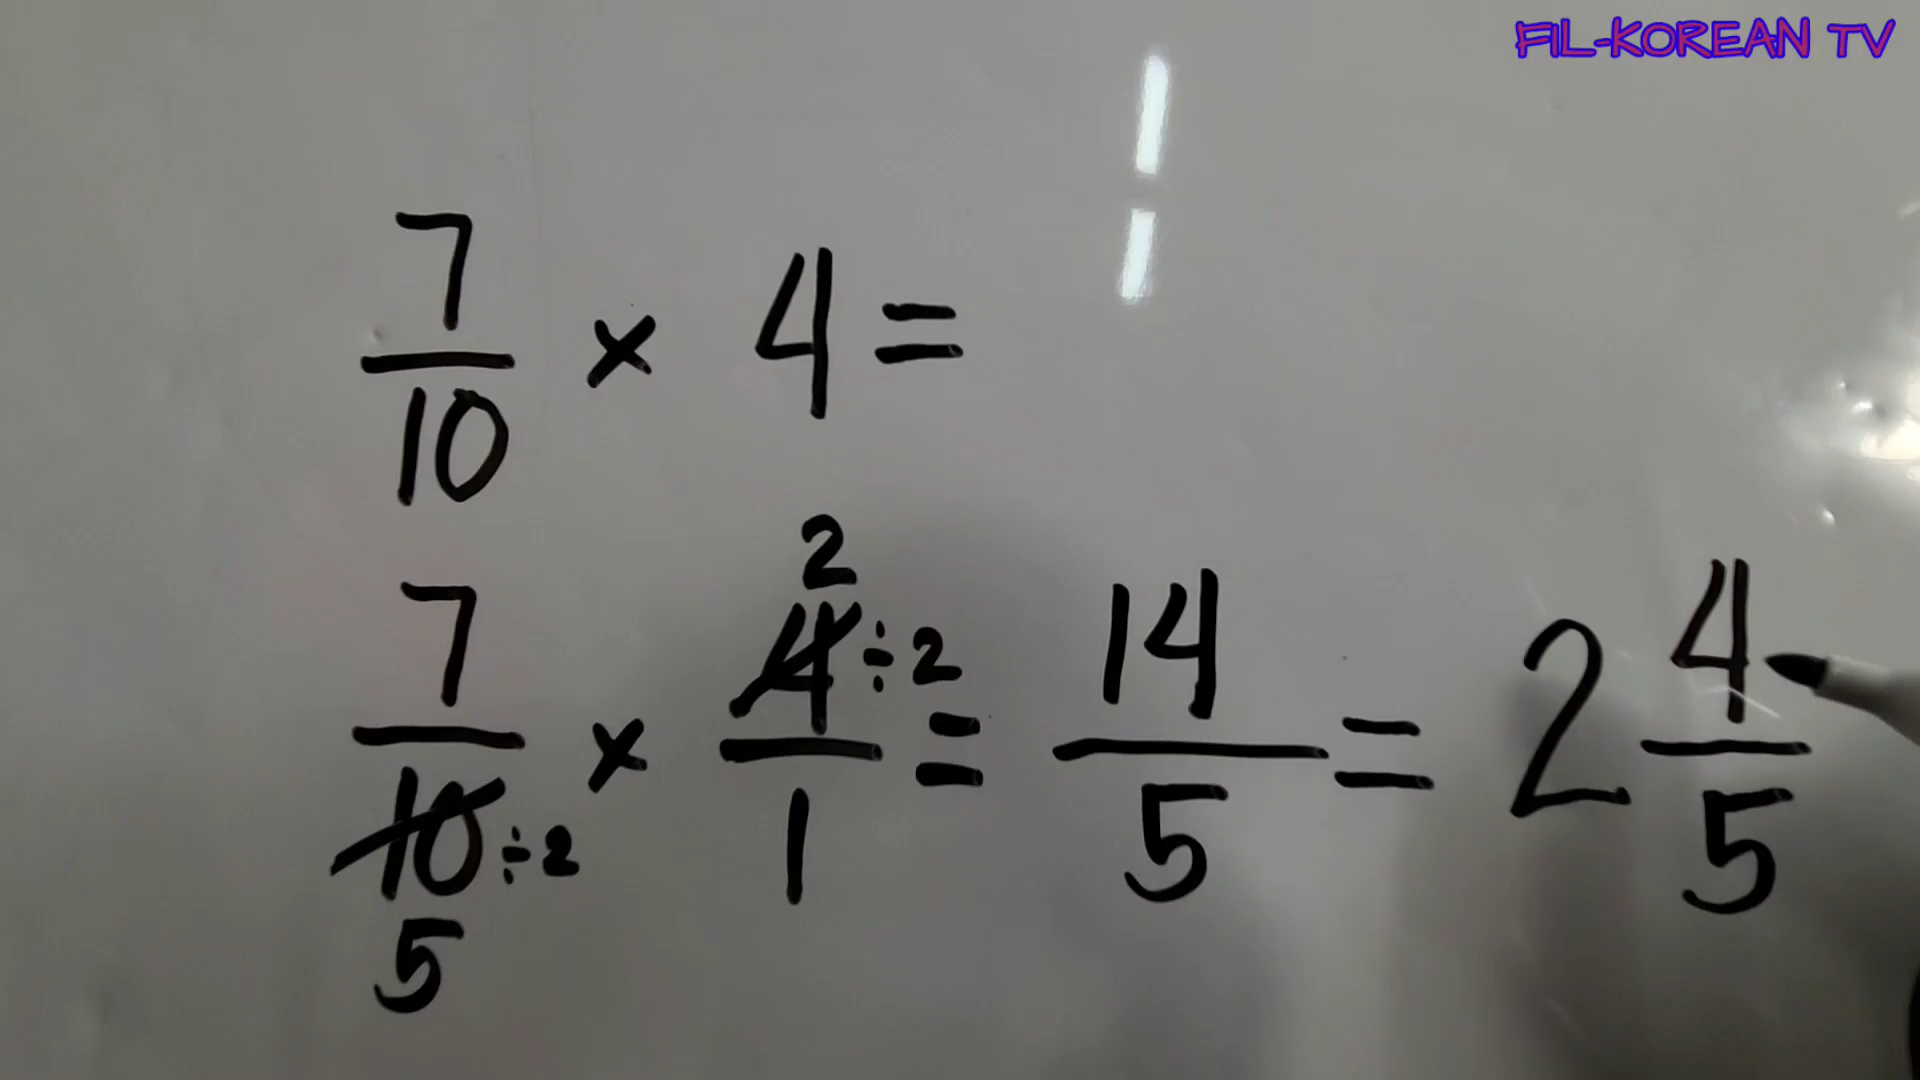 FIL-KOREAN TV
7/10 × 4 =
7/10 ÷2 5 × 2 4/1 ÷2 = 14/5 = 2 4/5